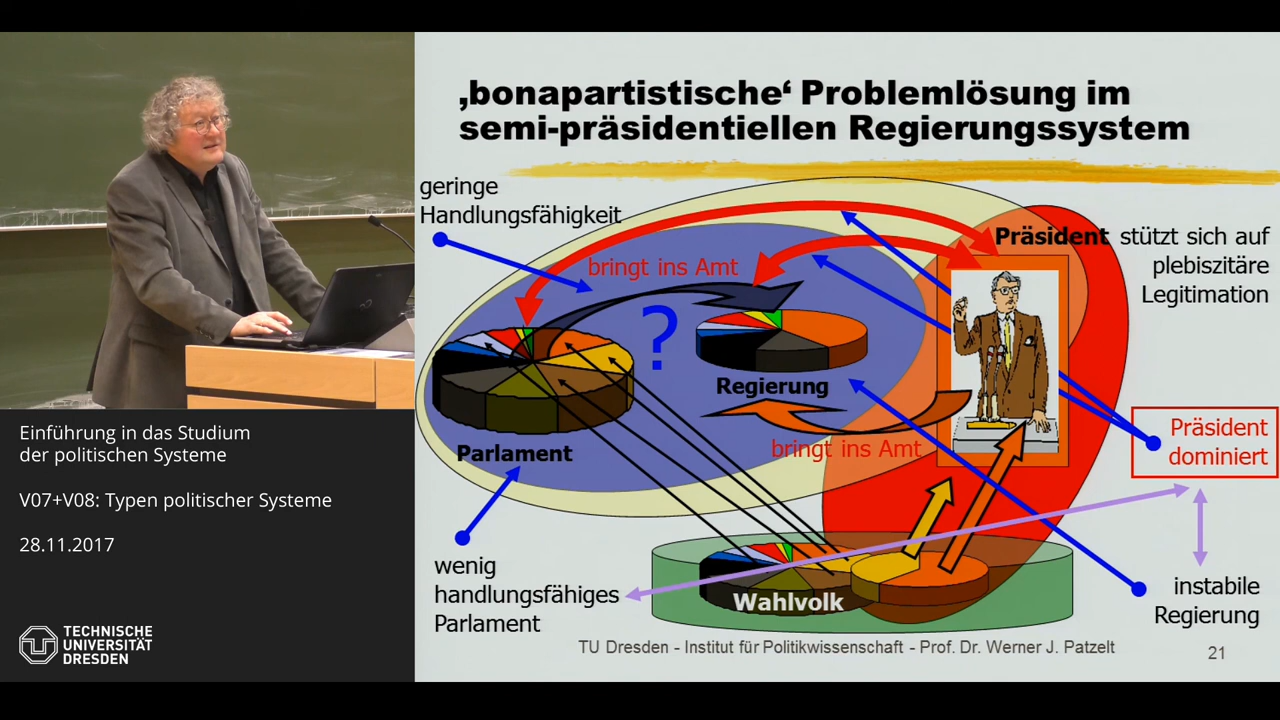 ‚bonapartistische‘ Problemlösung im
semi-präsidentiellen Regierungssystem
geringe
Handlungsfähigkeit
Präsident stützt sich auf
plebiszitäre
Legitimation
bringt ins Amt
?
Regierung
Parlament
bringt ins Amt
Präsident
dominiert
wenig
handlungsfähiges
Parlament
Wahlvolk
instabile
Regierung
TU Dresden - Institut für Politikwissenschaft - Prof. Dr. Werner J. Patzelt
21
Einführung in das Studium
der politischen Systeme
V07+V08: Typen politischer Systeme
28.11.2017
TECHNISCHE
UNIVERSITÄT
DRESDEN